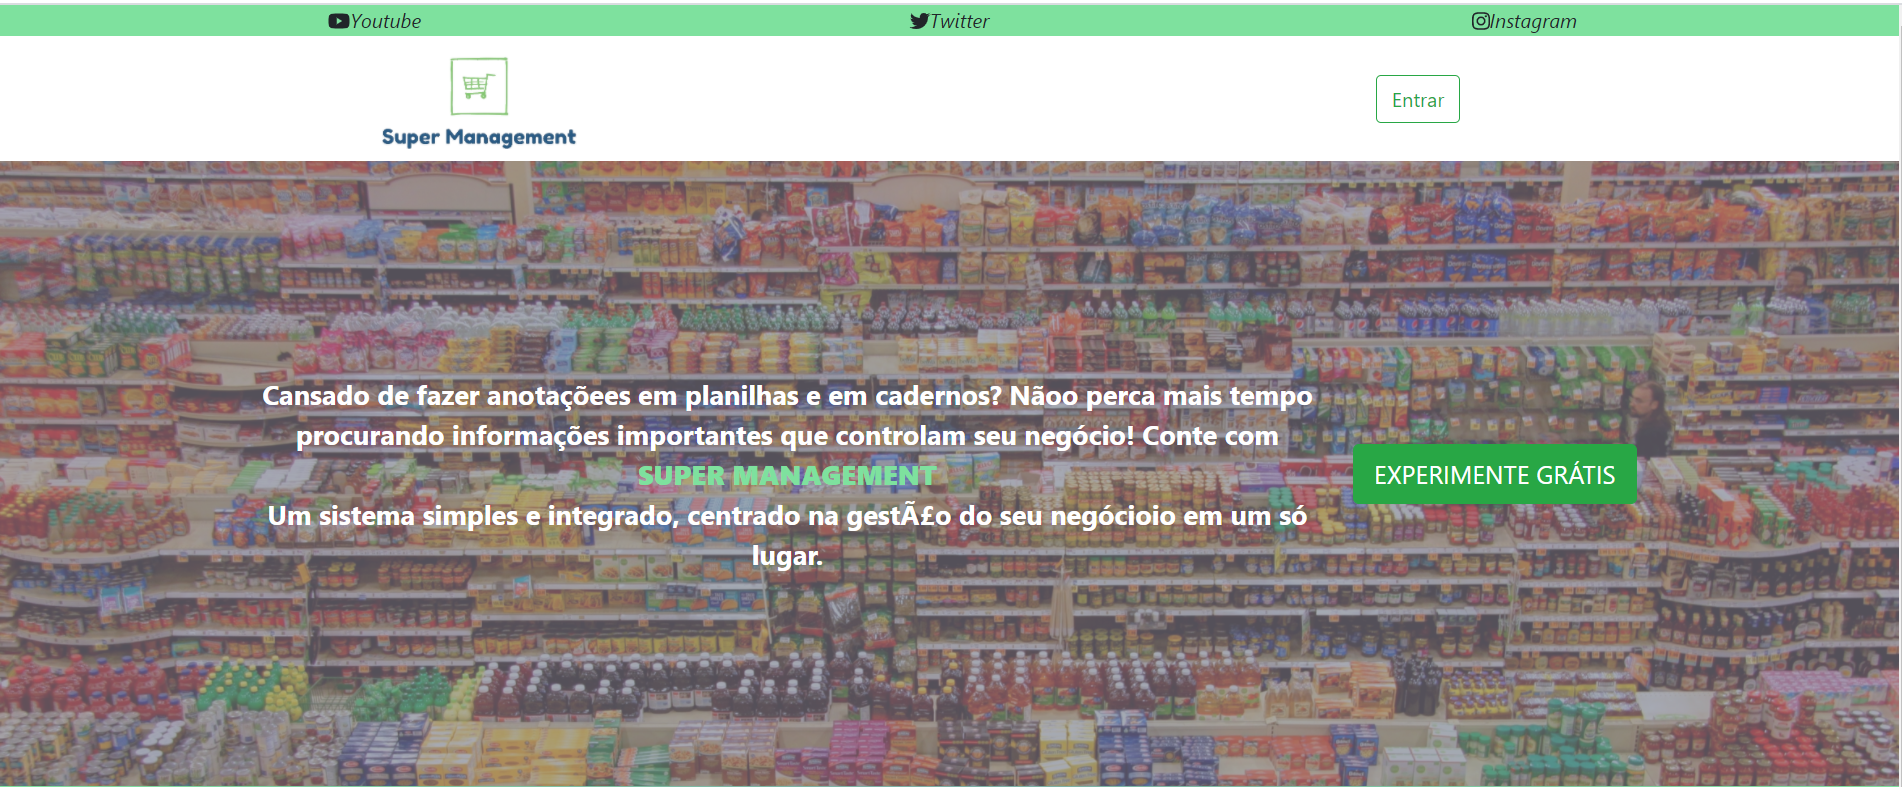 Youtube
Twitter
Instagram
Super Management
Entrar
Cansado de fazer anotaçõees em planilhas e em cadernos? Nãoo perca mais tempo
procurando informações importantes que controlam seu negócio! Conte com
SUPER MANAGEMENT
Um sistema simples e integrado, centrado na gestÃ£o do seu negócioio em um só
lugar.
EXPERIMENTE GRÁTIS